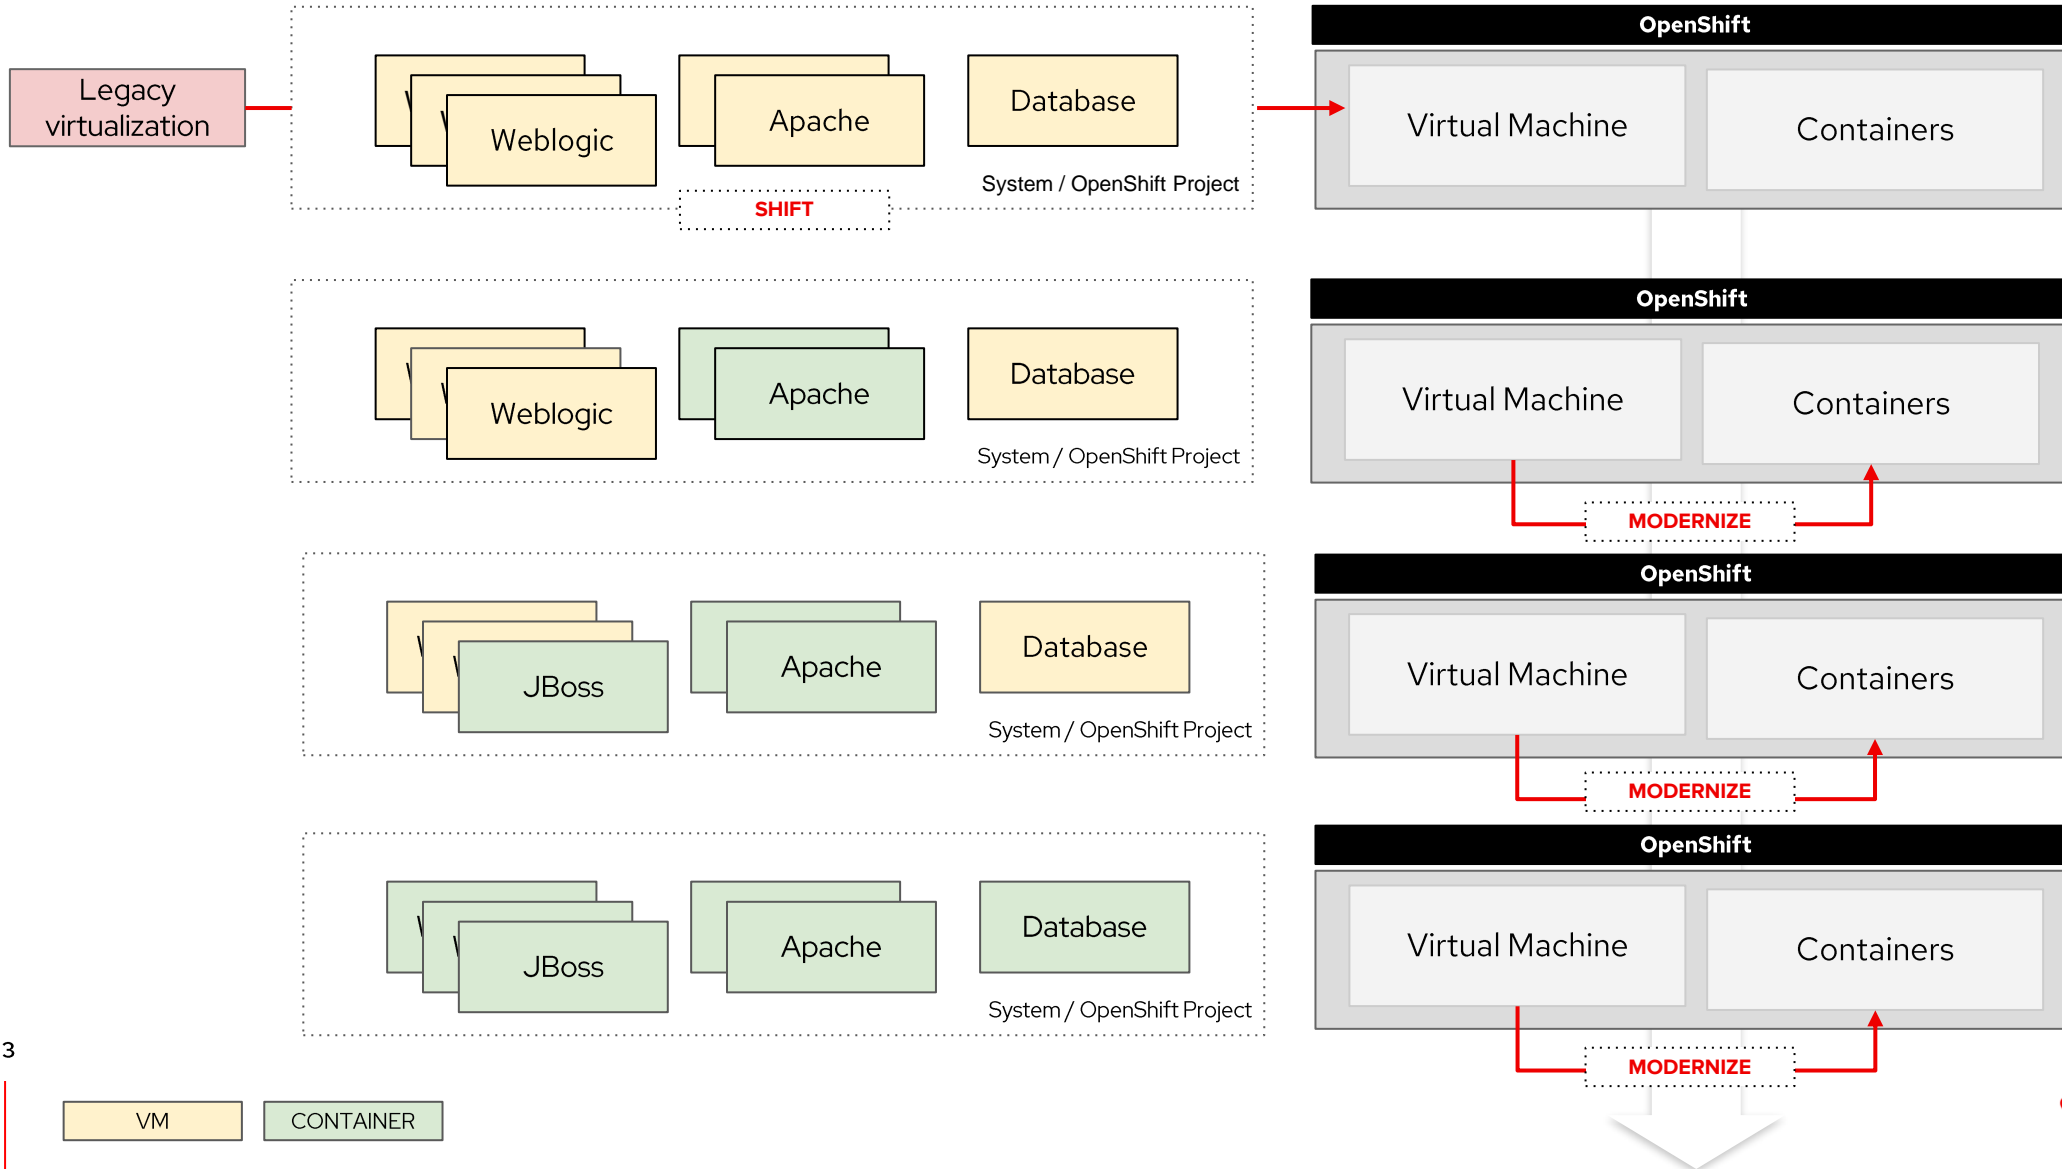 OpenShift
Legacy
virtualization
Weblogic
Apache
Database
Virtual Machine
Containers
System / OpenShift Project
SHIFT
OpenShift
Weblogic
Apache
Database
Virtual Machine
Containers
System / OpenShift Project
MODERNIZE
OpenShift
JBoss
Apache
Database
Virtual Machine
Containers
System / OpenShift Project
MODERNIZE
OpenShift
JBoss
Apache
Database
Virtual Machine
Containers
System / OpenShift Project
3
MODERNIZE
VM
CONTAINER